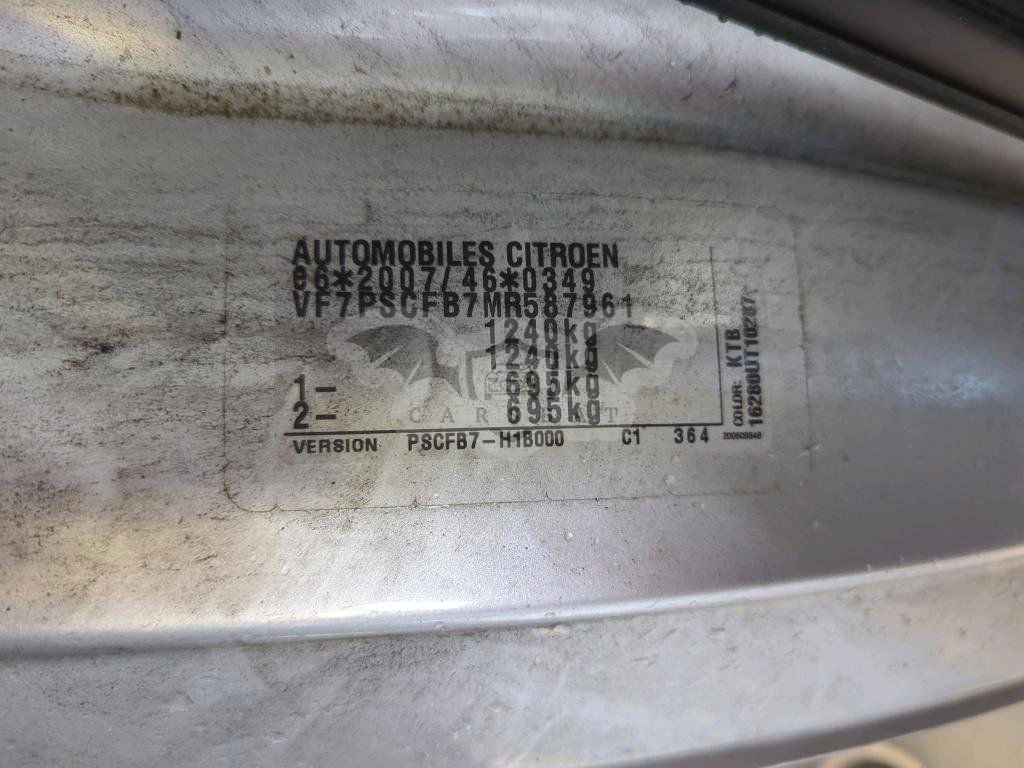 AUTOMOBILES CITROEN
e6*2007/46*0349
VF7PSCFB7MR587961
1240kg
1240kg
1- 695kg
2- 695kg
VERSION PSCFB7-H1B000 C1 364
COLOR: KTB
16280UT10287
200609848